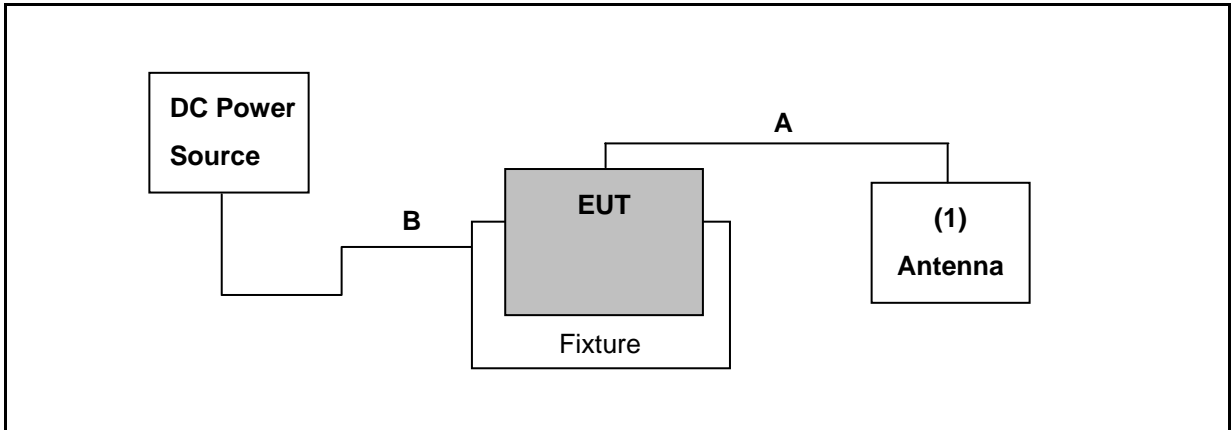 DC Power
Source
A
B
EUT
(1)
Antenna
Fixture